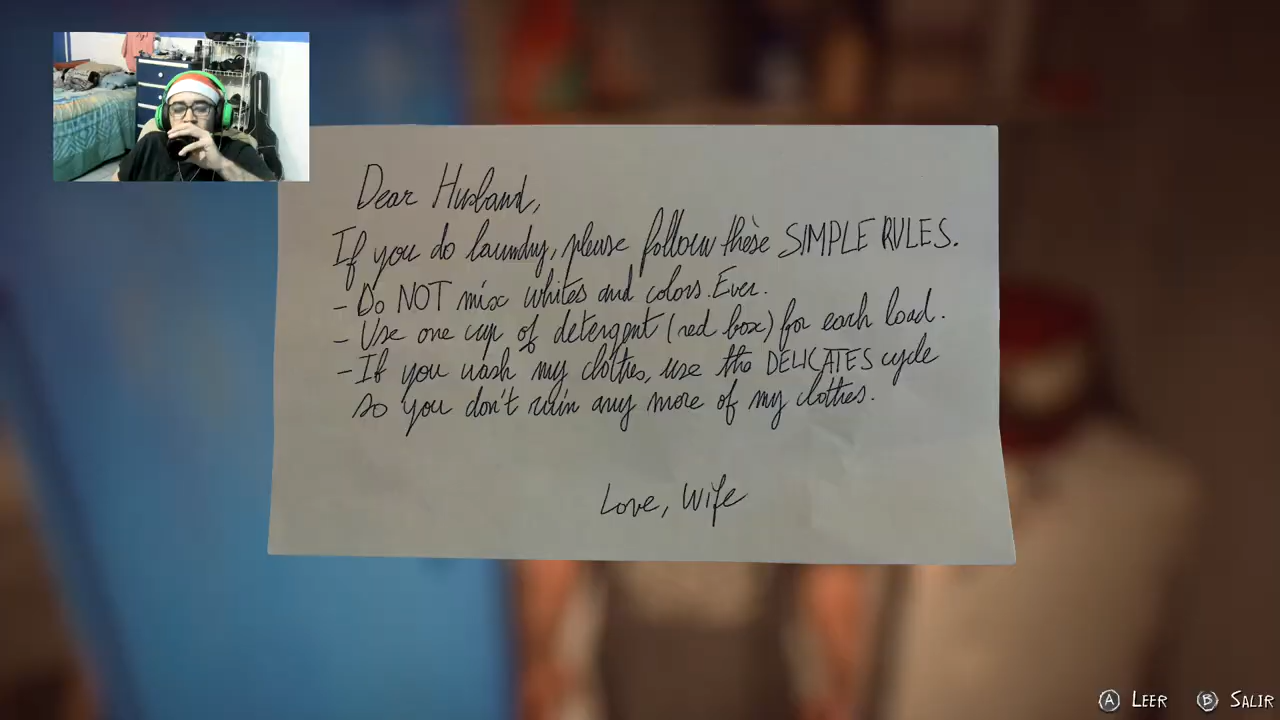 Dear Husband,
If you do laundry, please follow thèse SIMPLE RULES.
- Do NOT mix whites and colors. Ever.
- Use one cup of detergent (red box) for each load.
- If you wash my clothes, use the DELICATES cycle
so you don't ruin any more of my clothes.
Love, Wife
A LEER B SALIR